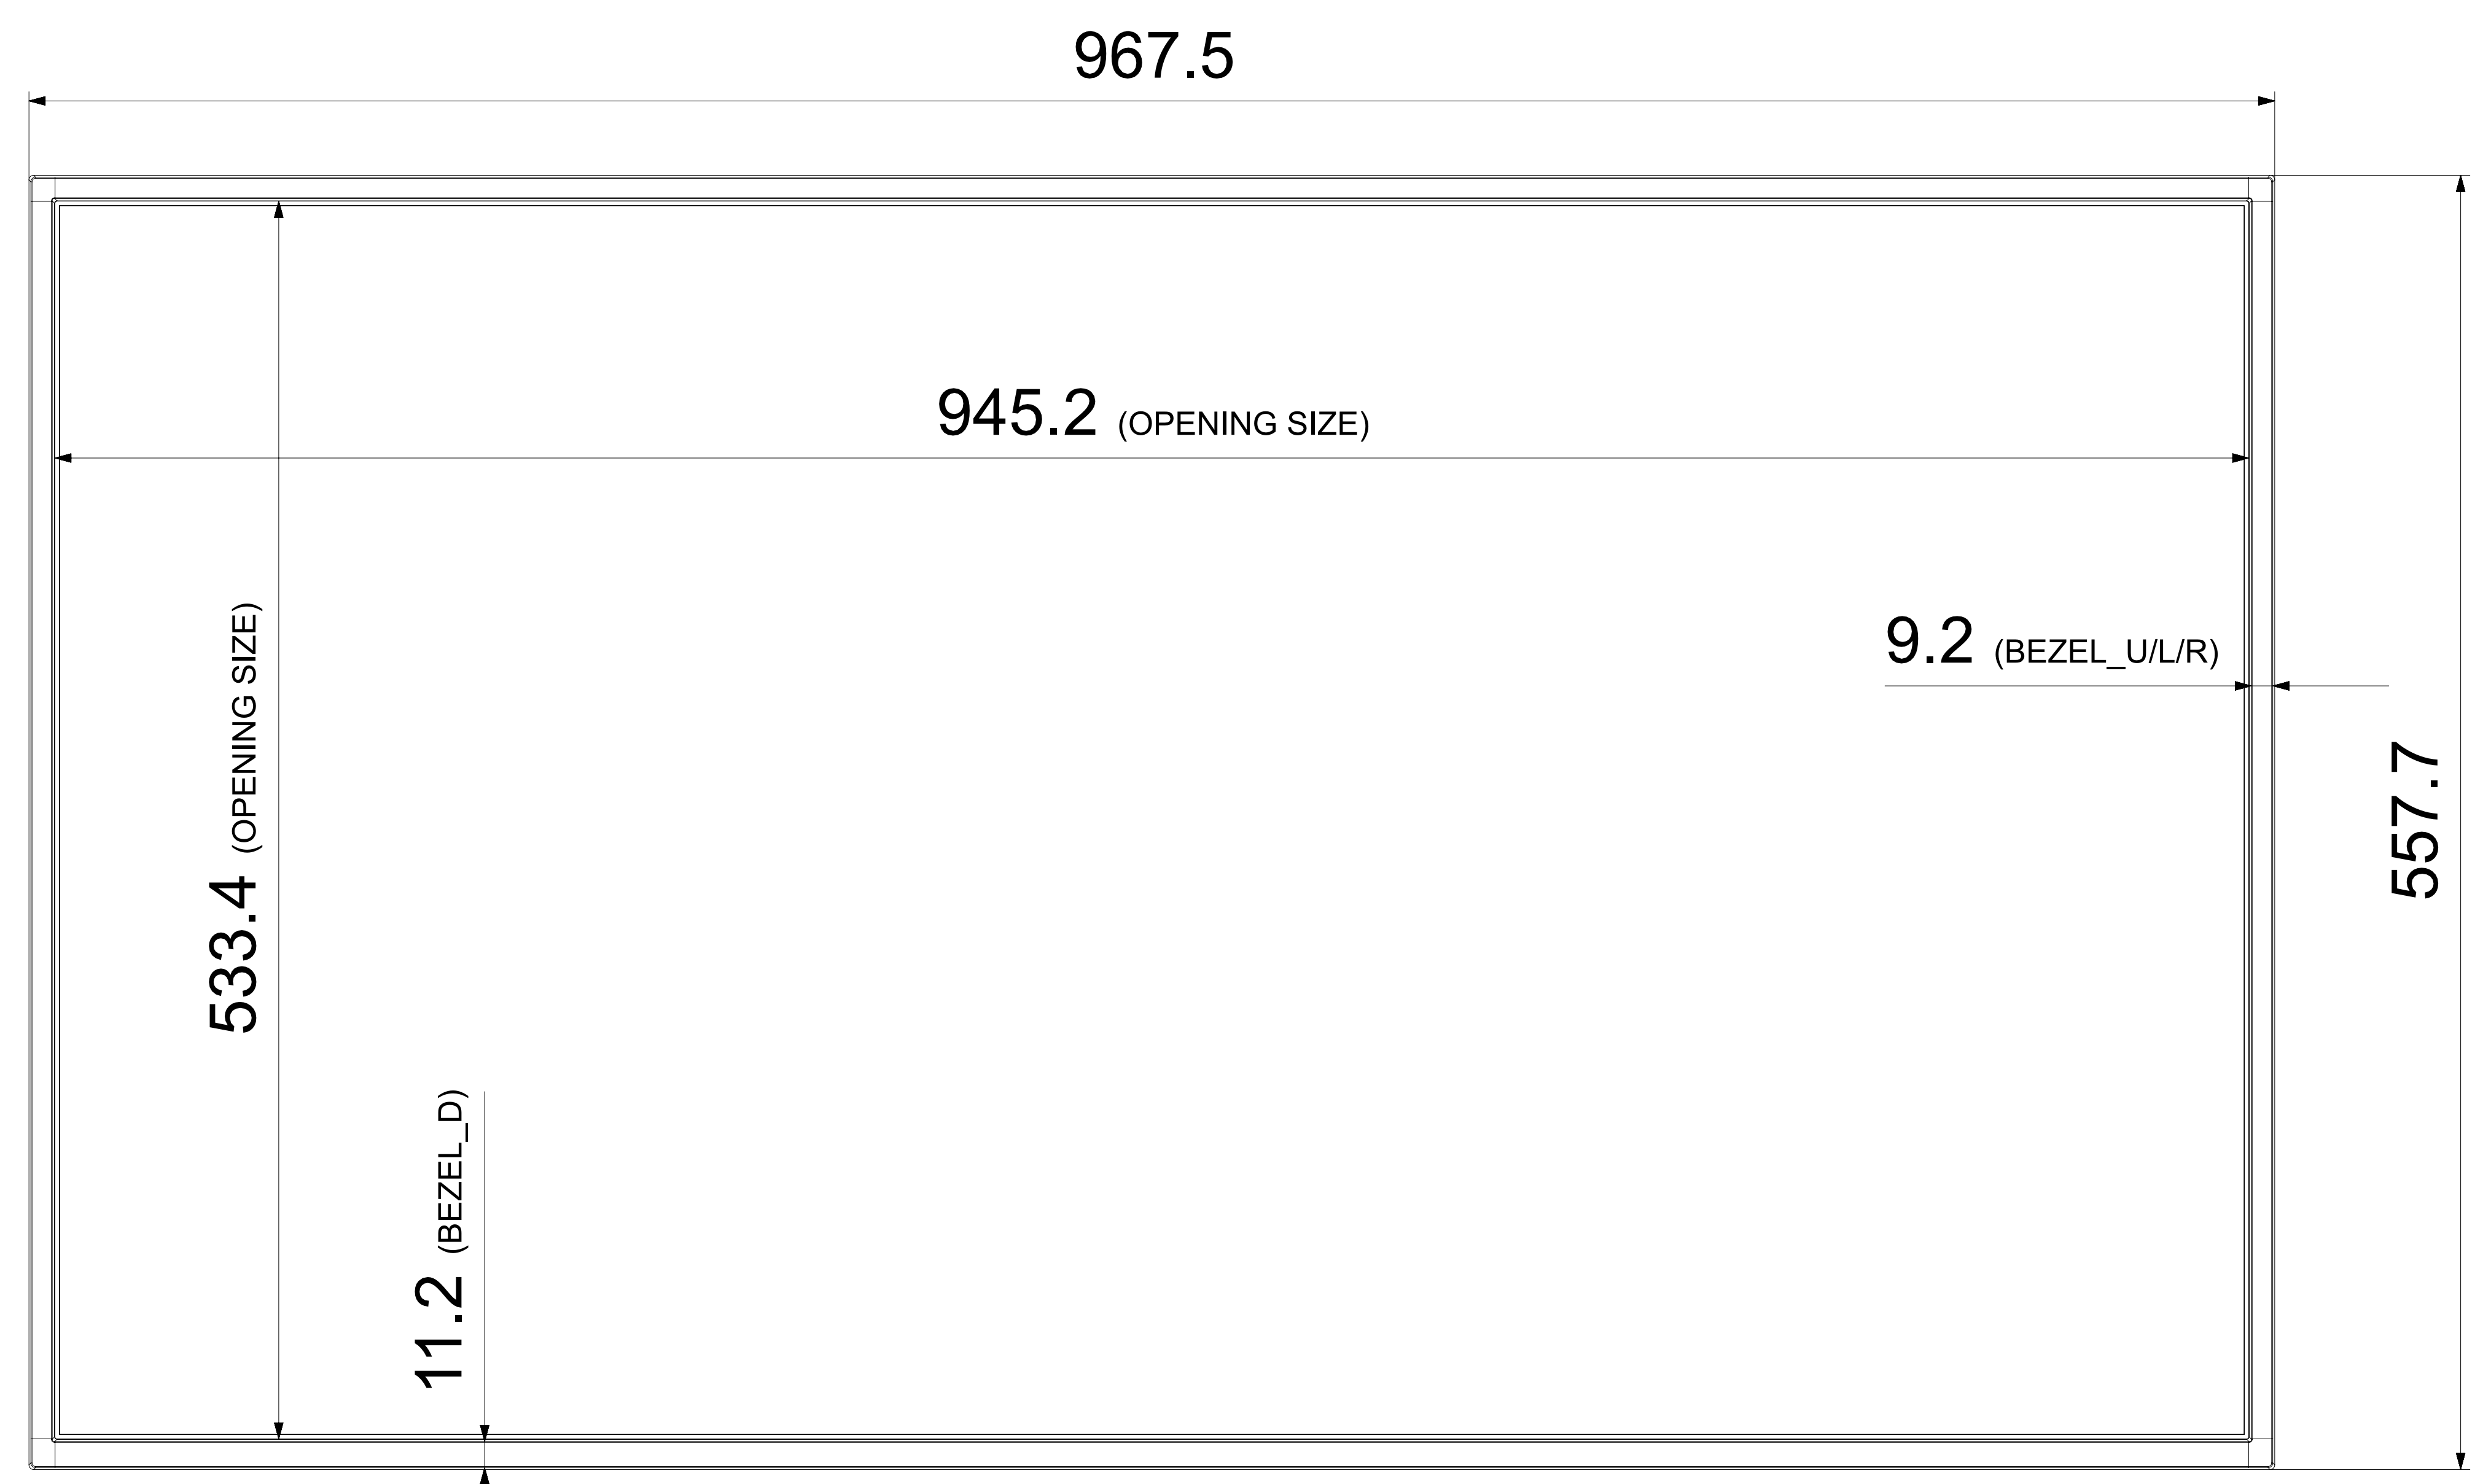 967.5
945.2 (OPENING SIZE)
9.2 (BEZEL_U/L/R)
533.4 (OPENING SIZE)
557.7
11.2 (BEZEL_D)